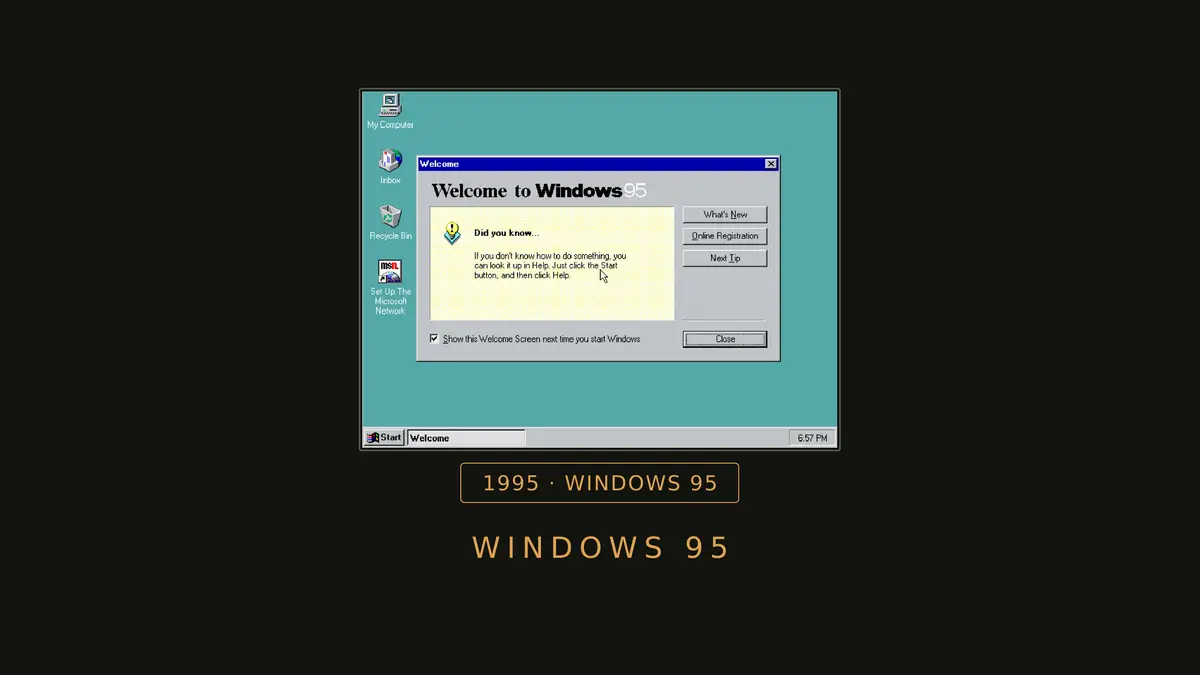 My Computer
Inbox
Recycle Bin
msn
Set Up The
Microsoft
Network
Welcome
Welcome to Windows95
Did you know...
If you don't know how to do something, you
can look it up in Help. Just click the Start
button, and then click Help.
What's New
Online Registration
Next Tip
Show this Welcome Screen next time you start Windows
Close
Start
Welcome
6:57 PM
1995 · WINDOWS 95
WINDOWS 95